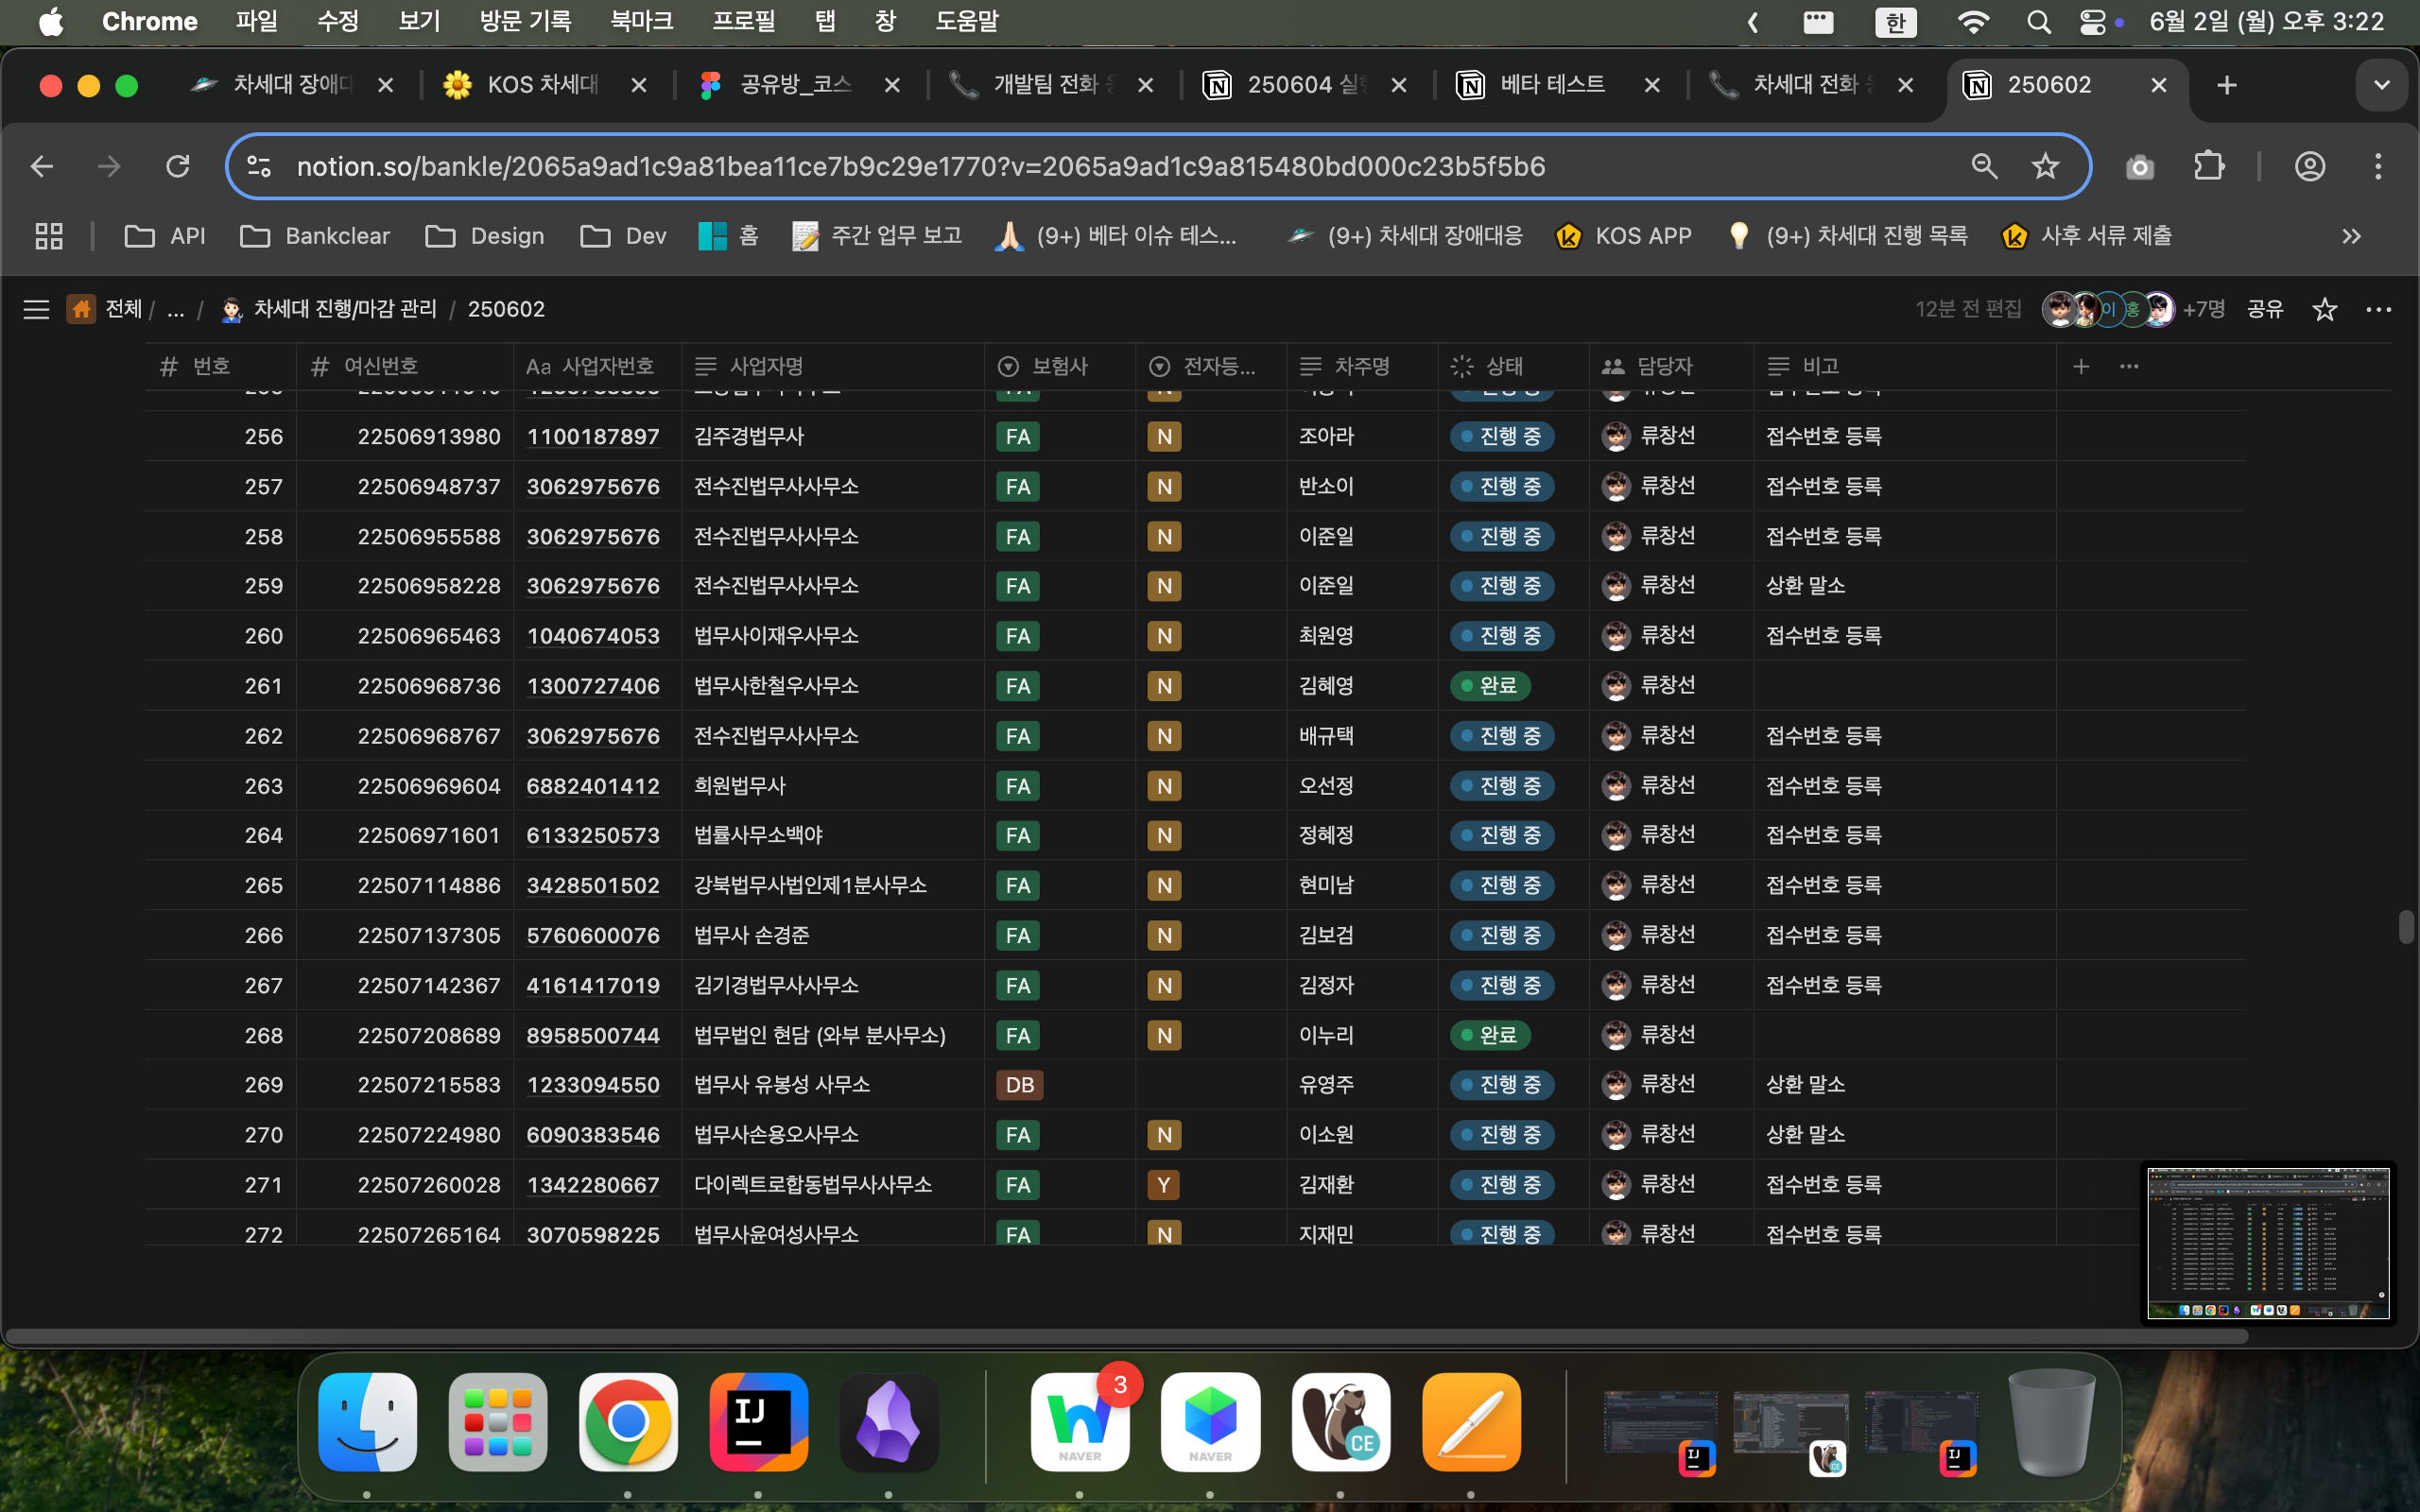 Chrome 파일 수정 보기 방문 기록 북마크 프로필 탭 창 도움말 한 6월 2일 (월) 오후 3:22
차세대 장애디 KOS 차세대 공유방_코스 개발팀 전화 250604 실 베타 테스트 차세대 전화 250602
notion.so/bankle/2065a9ad1c9a81bea11ce7b9c29e1770?v=2065a9ad1c9a815480bd000c23b5f5b6
API Bankclear Design Dev 홈 주간 업무 보고 (9+) 베타 이슈 테스... (9+) 차세대 장애대응 KOS APP (9+) 차세대 진행 목록 사후 서류 제출
전체 / ... / 차세대 진행/마감 관리 / 250602 12분 전 편집 이 홍 +7명 공유
번호 여신번호 Aa 사업자번호 사업자명 보험사 전자등... 차주명 상태 담당자 비고
256 22506913980 1100187897 김주경법무사 FA N 조아라 진행 중 류창선 접수번호 등록
257 22506948737 3062975676 전수진법무사사무소 FA N 반소이 진행 중 류창선 접수번호 등록
258 22506955588 3062975676 전수진법무사사무소 FA N 이준일 진행 중 류창선 접수번호 등록
259 22506958228 3062975676 전수진법무사사무소 FA N 이준일 진행 중 류창선 상환 말소
260 22506965463 1040674053 법무사이재우사무소 FA N 최원영 진행 중 류창선 접수번호 등록
261 22506968736 1300727406 법무사한철우사무소 FA N 김혜영 완료 류창선
262 22506968767 3062975676 전수진법무사사무소 FA N 배규택 진행 중 류창선 접수번호 등록
263 22506969604 6882401412 희원법무사 FA N 오선정 진행 중 류창선 접수번호 등록
264 22506971601 6133250573 법률사무소백야 FA N 정혜정 진행 중 류창선 접수번호 등록
265 22507114886 3428501502 강북법무사법인제1분사무소 FA N 현미남 진행 중 류창선 접수번호 등록
266 22507137305 5760600076 법무사 손경준 FA N 김보검 진행 중 류창선 접수번호 등록
267 22507142367 4161417019 김기경법무사사무소 FA N 김정자 진행 중 류창선 접수번호 등록
268 22507208689 8958500744 법무법인 현담 (와부 분사무소) FA N 이누리 완료 류창선
269 22507215583 1233094550 법무사 유봉성 사무소 DB 유영주 진행 중 류창선 상환 말소
270 22507224980 6090383546 법무사손용오사무소 FA N 이소원 진행 중 류창선 상환 말소
271 22507260028 1342280667 다이렉트로합동법무사사무소 FA Y 김재환 진행 중 류창선 접수번호 등록
272 22507265164 3070598225 법무사윤여성사무소 FA N 지재민 진행 중 류창선 접수번호 등록
IJ NAVER 3 NAVER CE IJ CE IJ